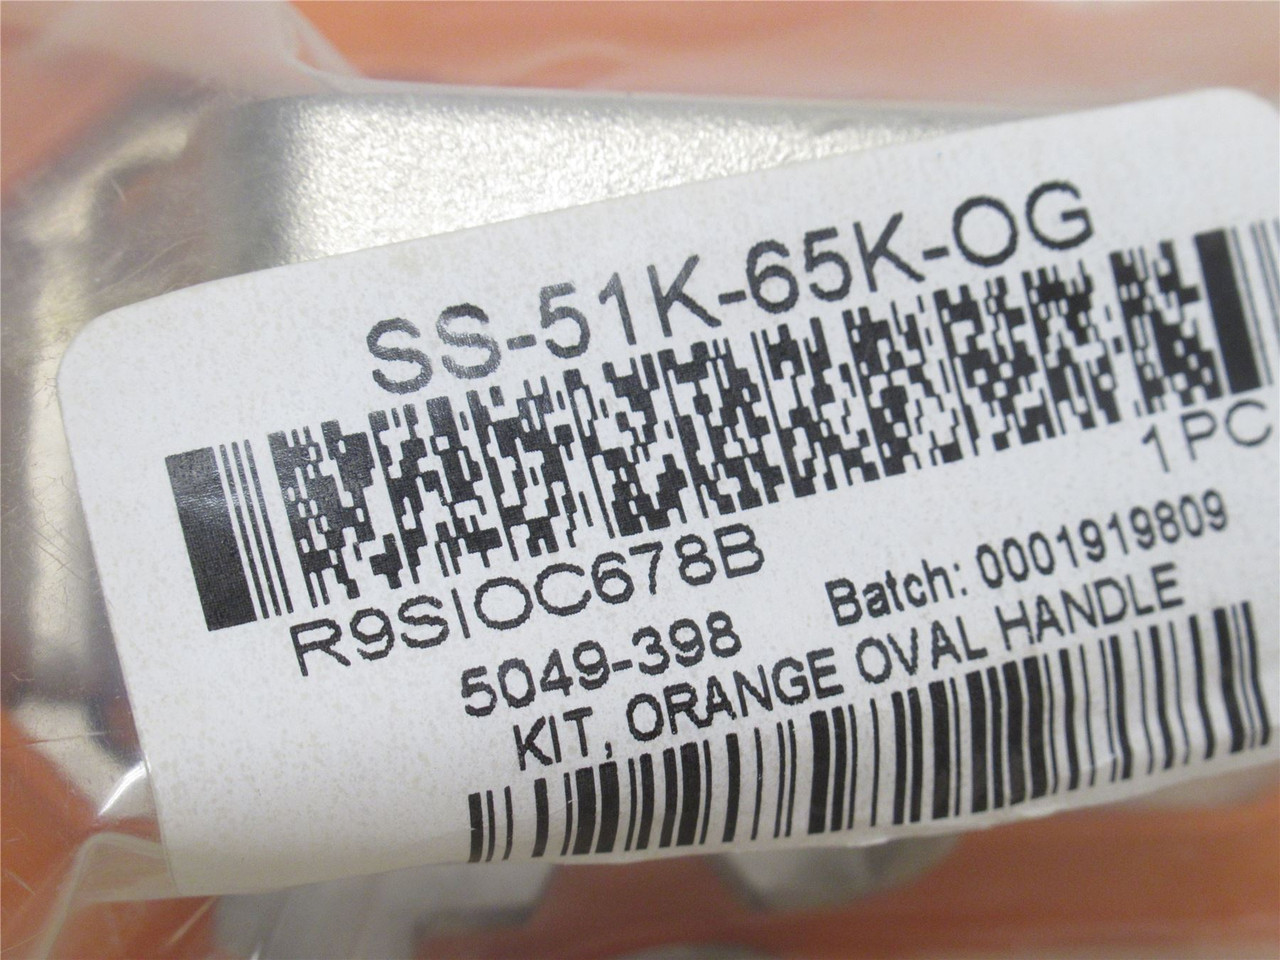 SS-51K-65K-OG
1 PC
R9SIOC678B
5049-398 Batch: 0001919809
KIT, ORANGE OVAL HANDLE